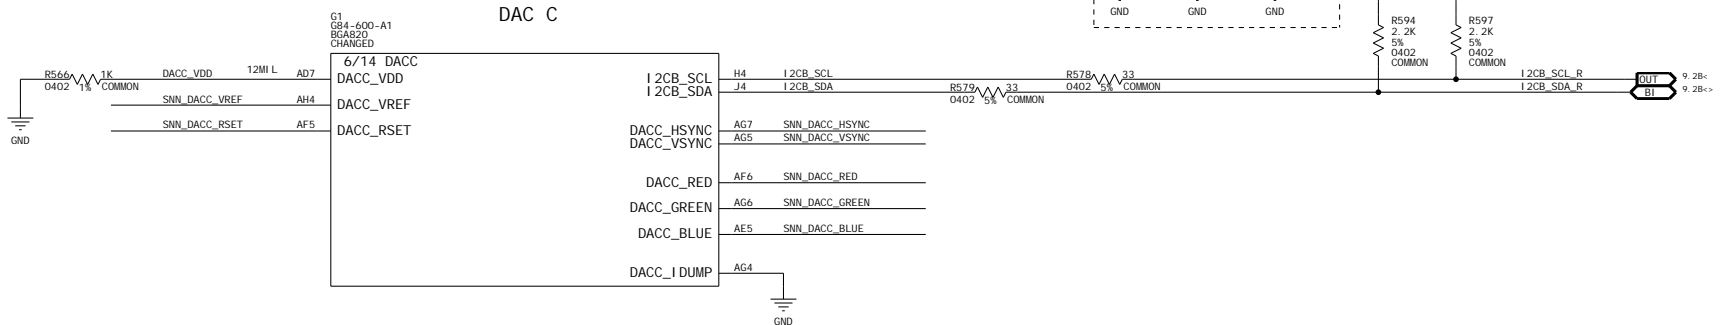 DAC C
G1
G84-600-A1
BGA820
CHANGED
GND GND GND
R594
2.2K
5%
0402
COMMON
R597
2.2K
5%
0402
COMMON
6/14 DACC
R566 1K
0402 1% COMMON
DACC_VDD 12MIL AD7 DACC_VDD
SNN_DACC_VREF AH4 DACC_VREF
SNN_DACC_RSET AF5 DACC_RSET
GND
I2CB_SCL H4 I2CB_SCL
I2CB_SDA J4 I2CB_SDA
R579 33
0402 5% COMMON
R578 33
0402 5% COMMON
I2CB_SCL_R OUT 9.2B<
I2CB_SDA_R BI 9.2B<>
DACC_HSYNC AG7 SNN_DACC_HSYNC
DACC_VSYNC AG5 SNN_DACC_VSYNC
DACC_RED AF6 SNN_DACC_RED
DACC_GREEN AG6 SNN_DACC_GREEN
DACC_BLUE AE5 SNN_DACC_BLUE
DACC_IDUMP AG4
GND